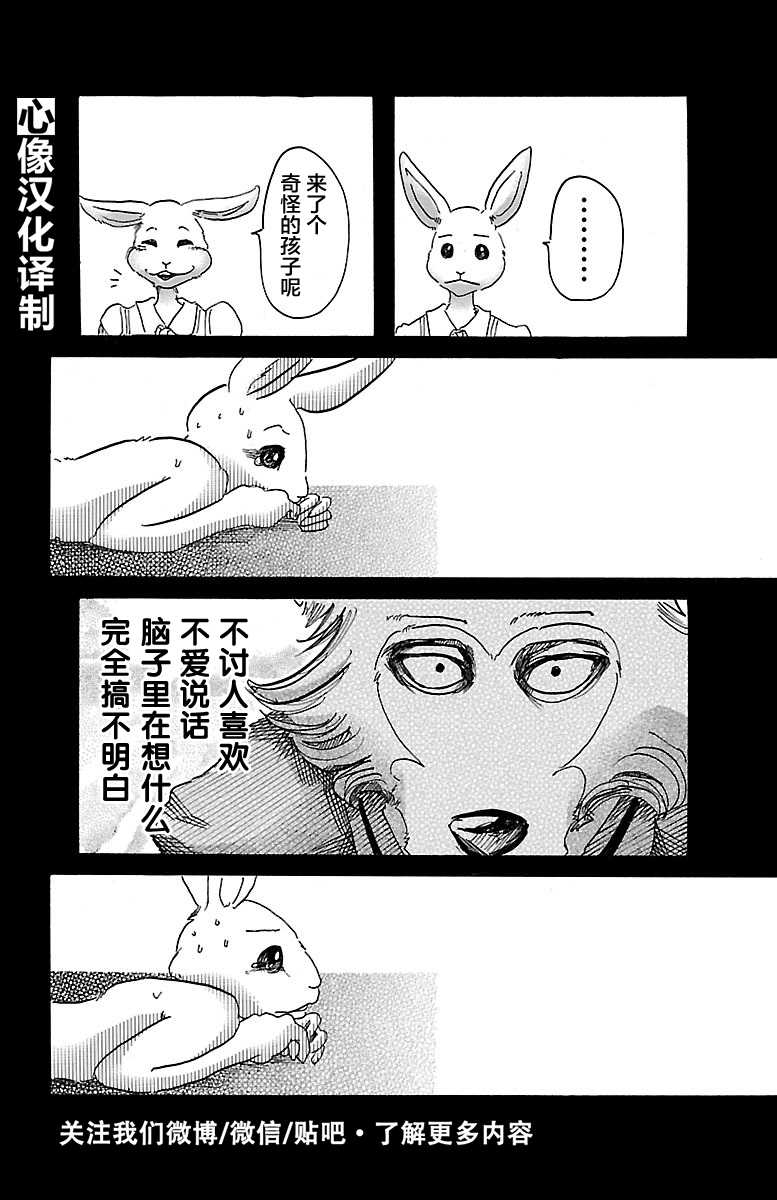 心像汉化译制
………
来了个
奇怪的孩子呢
不讨人喜欢
不爱说话
脑子里在想什么
完全搞不明白
关注我们微博/微信/贴吧・了解更多内容